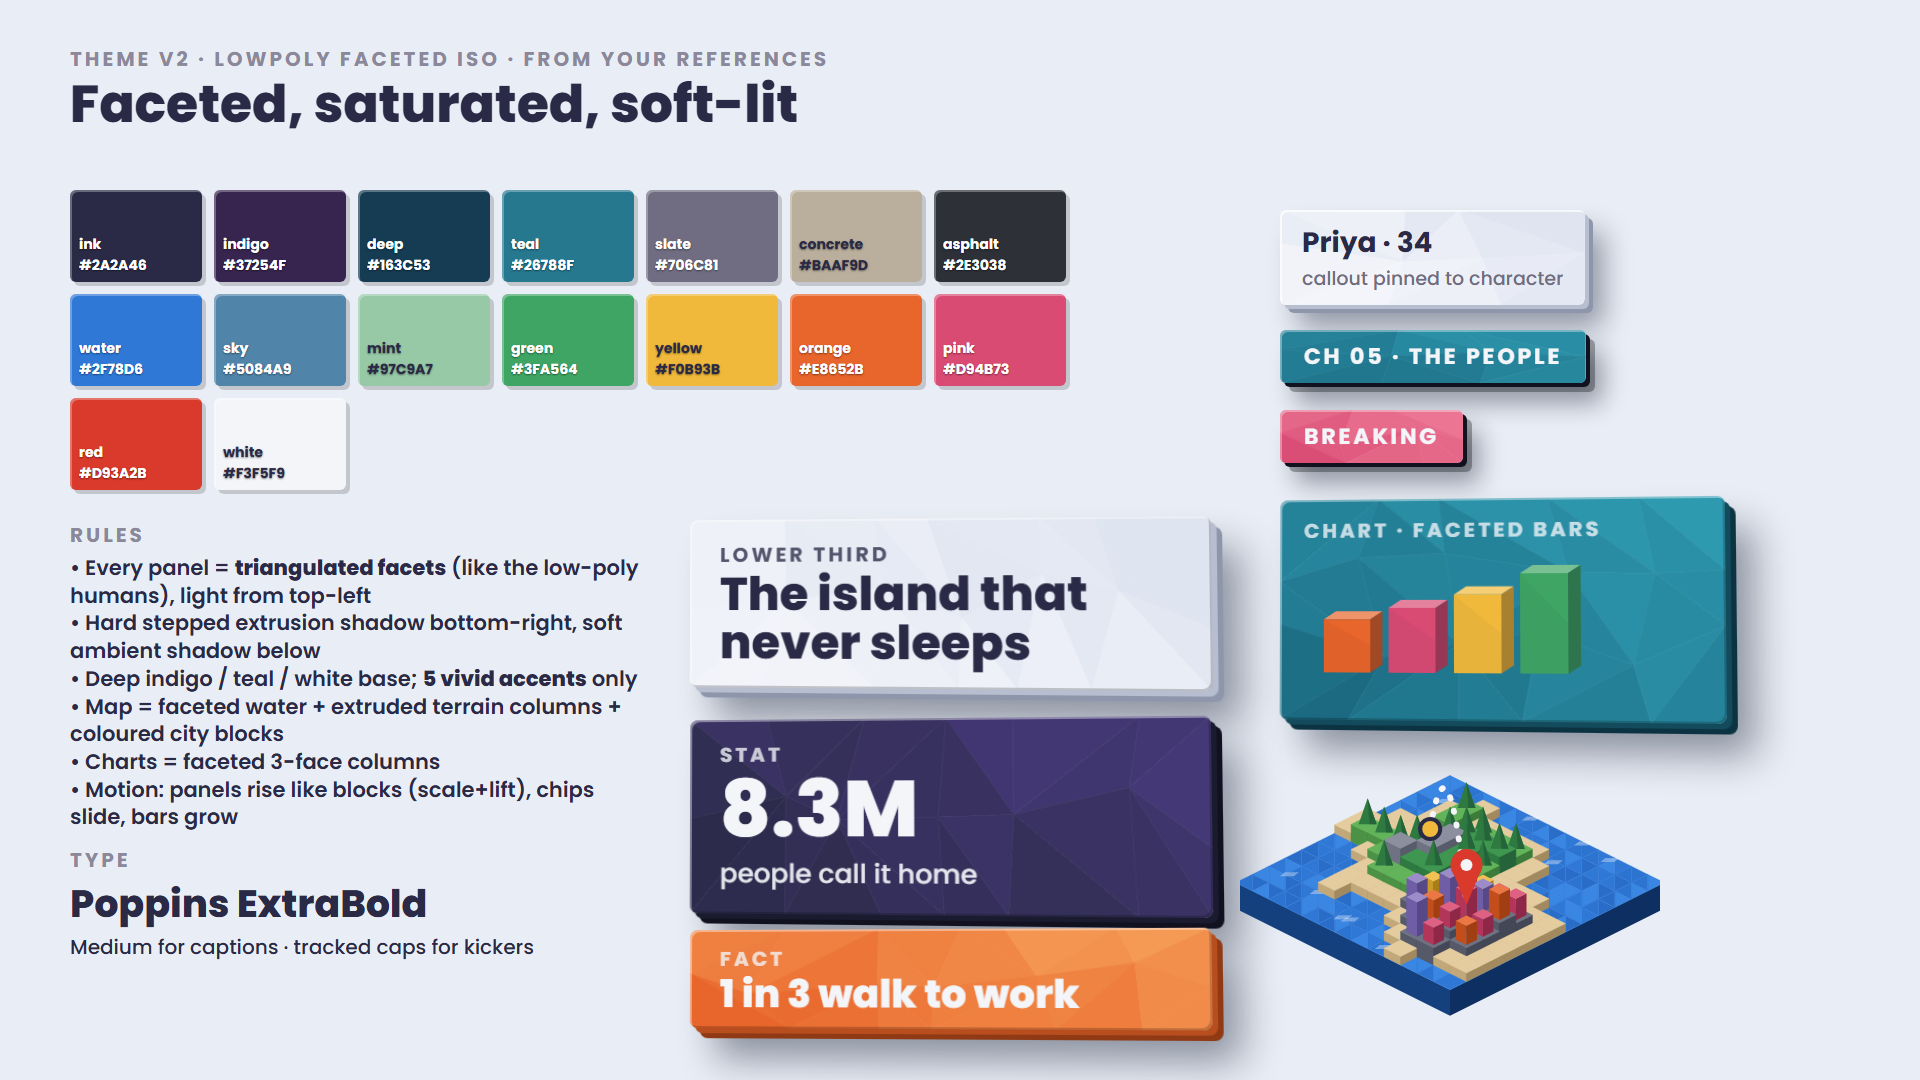 THEME V2 · LOWPOLY FACETED ISO · FROM YOUR REFERENCES
Faceted, saturated, soft-lit
ink
#2A2A46
indigo
#37254F
deep
#163C53
teal
#26788F
slate
#706C81
concrete
#BAAF9D
asphalt
#2E3038
water
#2F78D6
sky
#5084A9
mint
#97C9A7
green
#3FA564
yellow
#F0B93B
orange
#E8652B
pink
#D94B73
red
#D93A2B
white
#F3F5F9
RULES
• Every panel = triangulated facets (like the low-poly
humans), light from top-left
• Hard stepped extrusion shadow bottom-right, soft
ambient shadow below
• Deep indigo / teal / white base; 5 vivid accents only
• Map = faceted water + extruded terrain columns +
coloured city blocks
• Charts = faceted 3-face columns
• Motion: panels rise like blocks (scale+lift), chips
slide, bars grow
TYPE
Poppins ExtraBold
Medium for captions · tracked caps for kickers
LOWER THIRD
The island that
never sleeps
STAT
8.3M
people call it home
FACT
1 in 3 walk to work
Priya · 34
callout pinned to character
CH 05 · THE PEOPLE
BREAKING
CHART · FACETED BARS